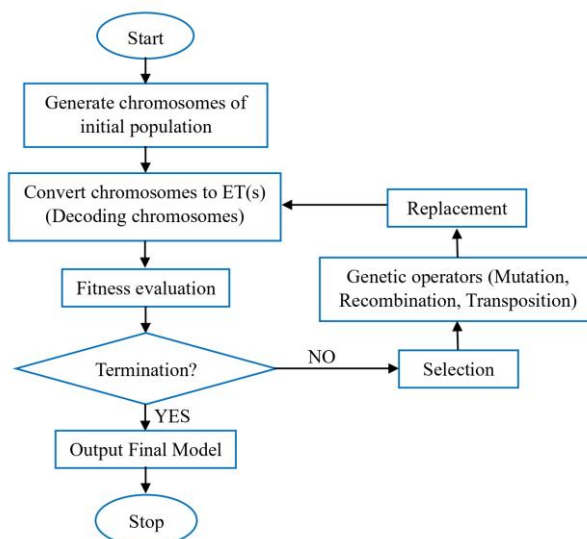 Start
Generate chromosomes of
initial population
Convert chromosomes to ET(s)
(Decoding chromosomes)
Replacement
Genetic operators (Mutation,
Recombination, Transposition)
Fitness evaluation
Termination?
NO
Selection
YES
Output Final Model
Stop